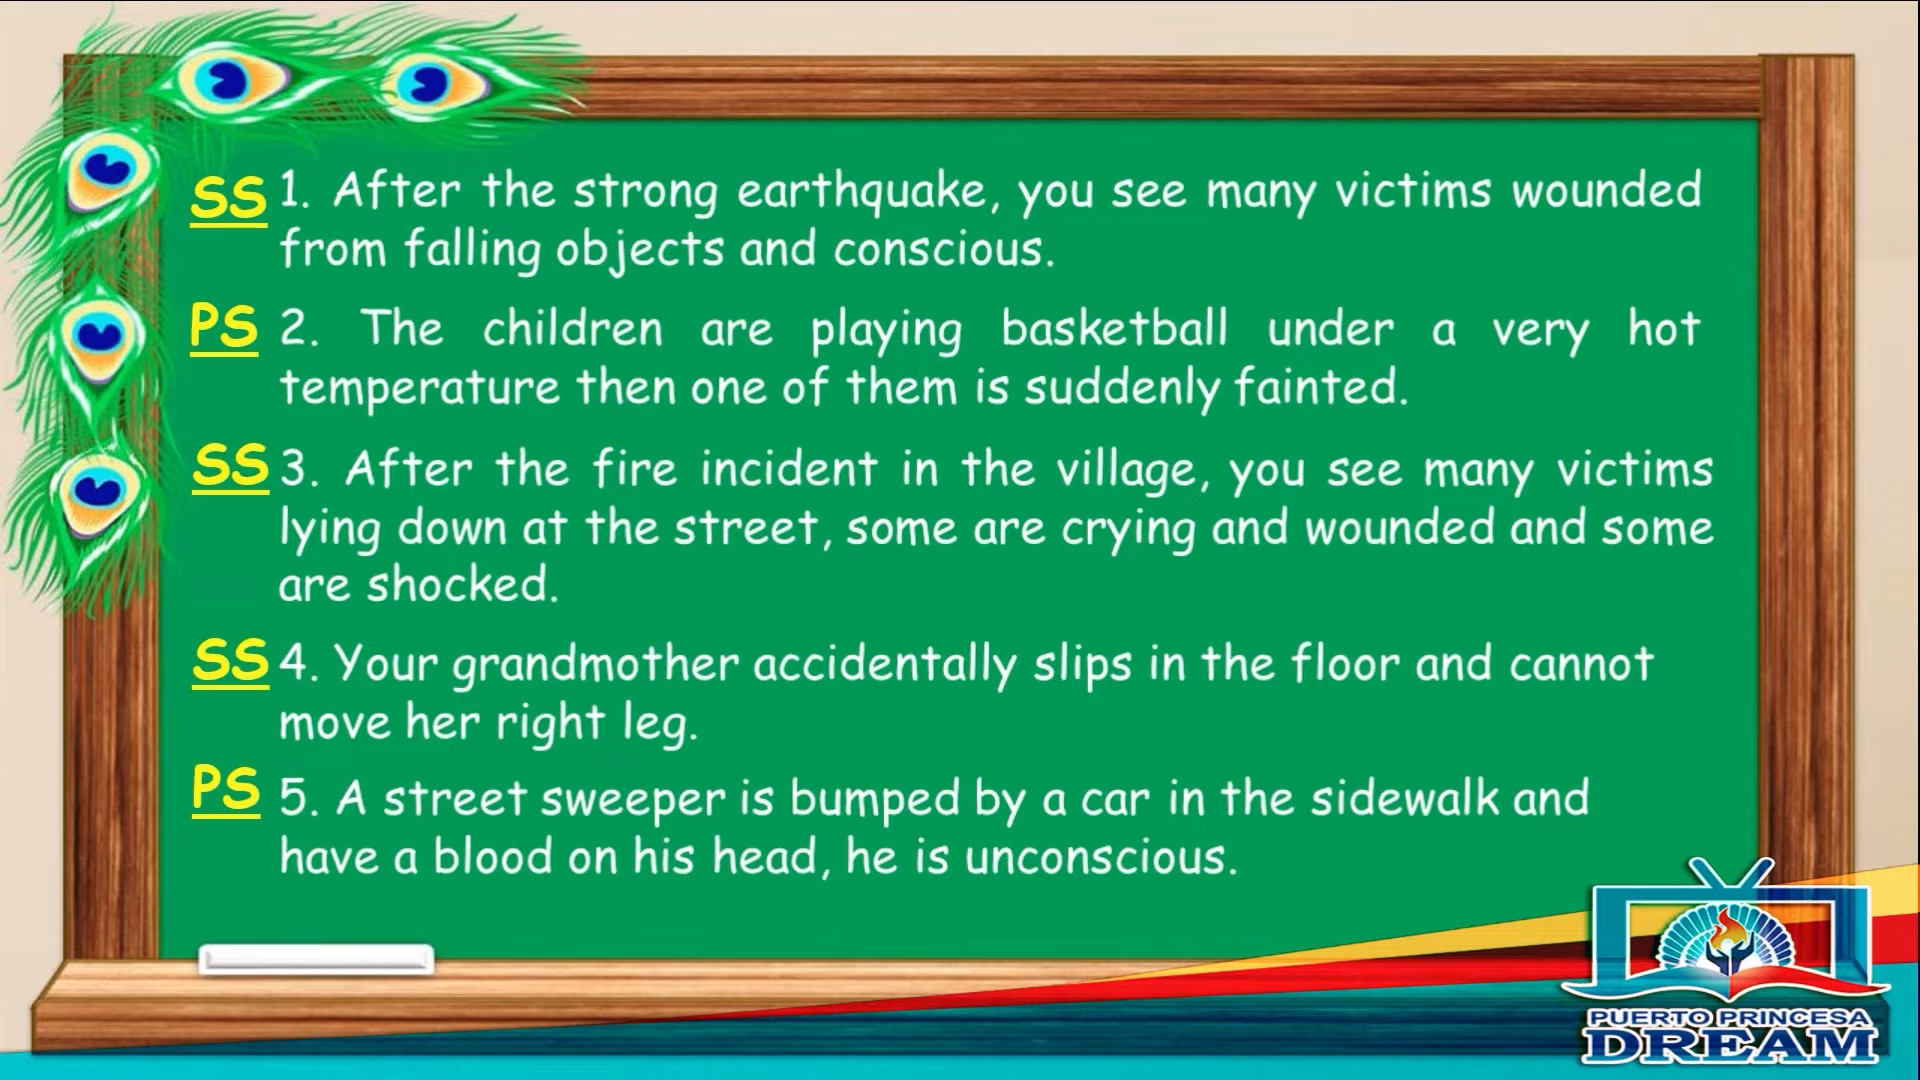 SS 1. After the strong earthquake, you see many victims wounded
from falling objects and conscious.
PS 2. The children are playing basketball under a very hot
temperature then one of them is suddenly fainted.
SS 3. After the fire incident in the village, you see many victims
lying down at the street, some are crying and wounded and some
are shocked.
SS 4. Your grandmother accidentally slips in the floor and cannot
move her right leg.
PS 5. A street sweeper is bumped by a car in the sidewalk and
have a blood on his head, he is unconscious.
PUERTO PRINCESA
DREAM